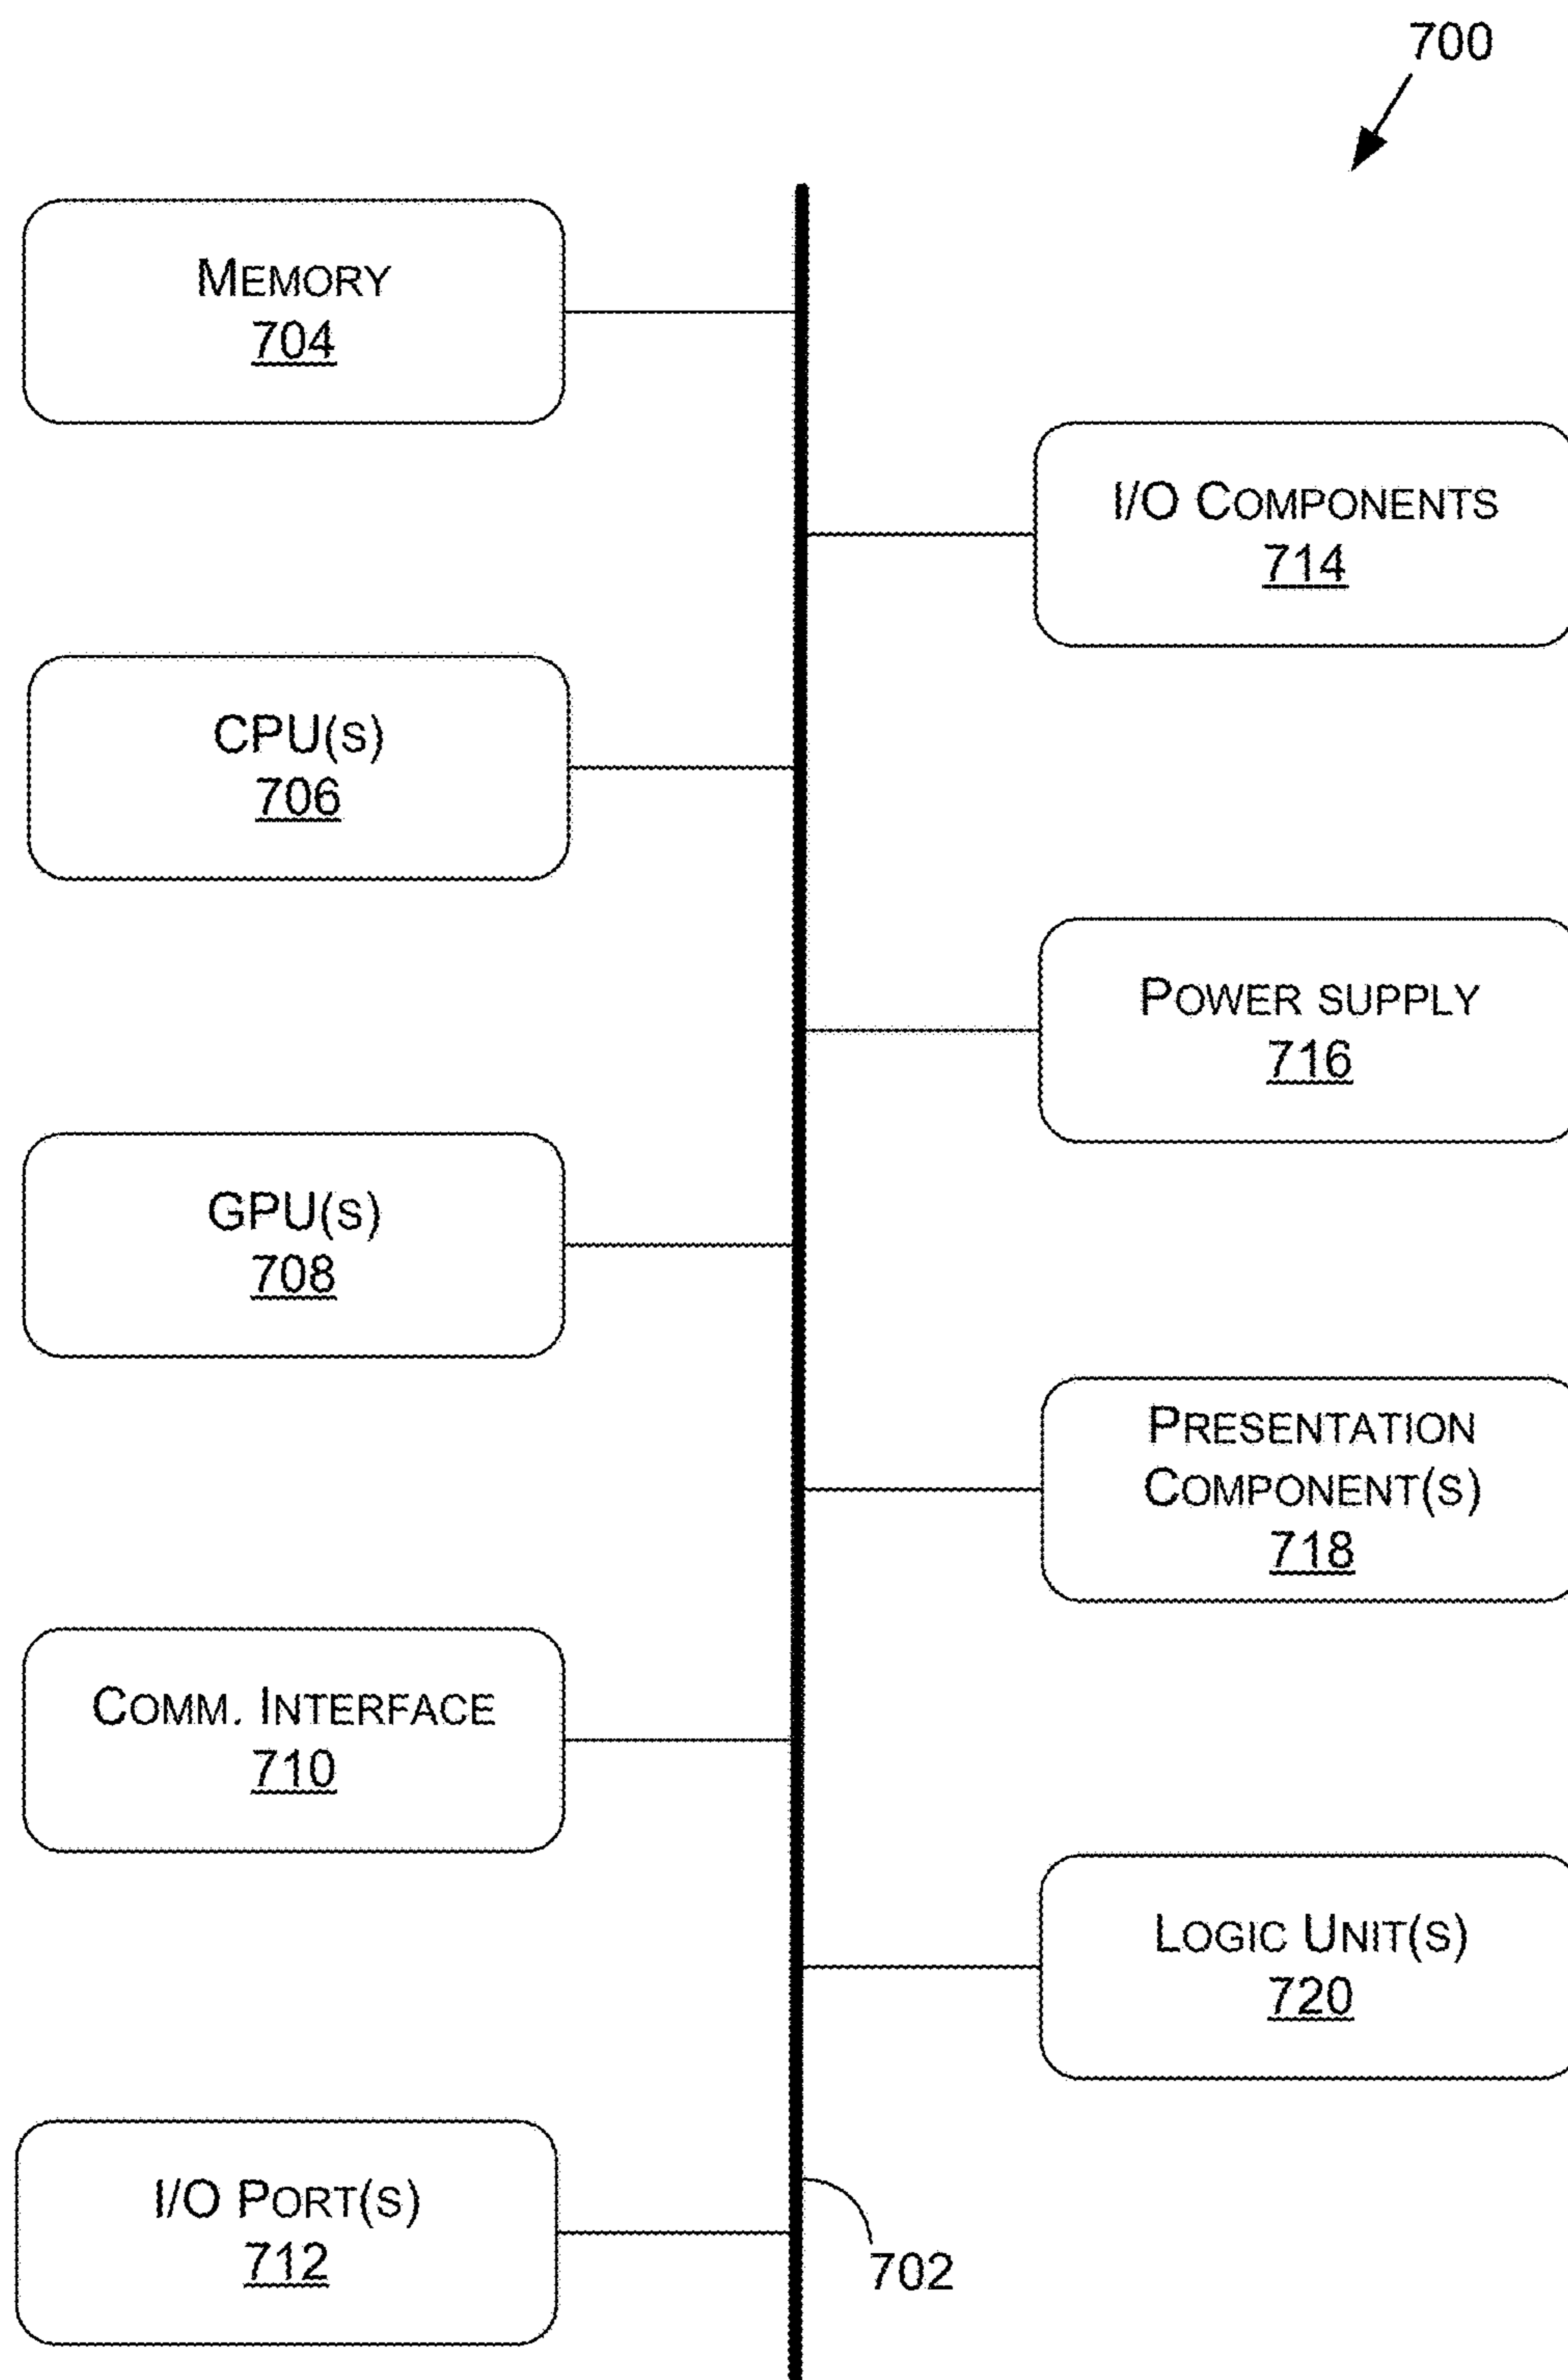 700
MEMORY
704
I/O COMPONENTS
714
CPU(S)
706
POWER SUPPLY
716
GPU(S)
708
PRESENTATION
COMPONENT(S)
718
COMM. INTERFACE
710
LOGIC UNIT(S)
720
I/O PORT(S)
712
702